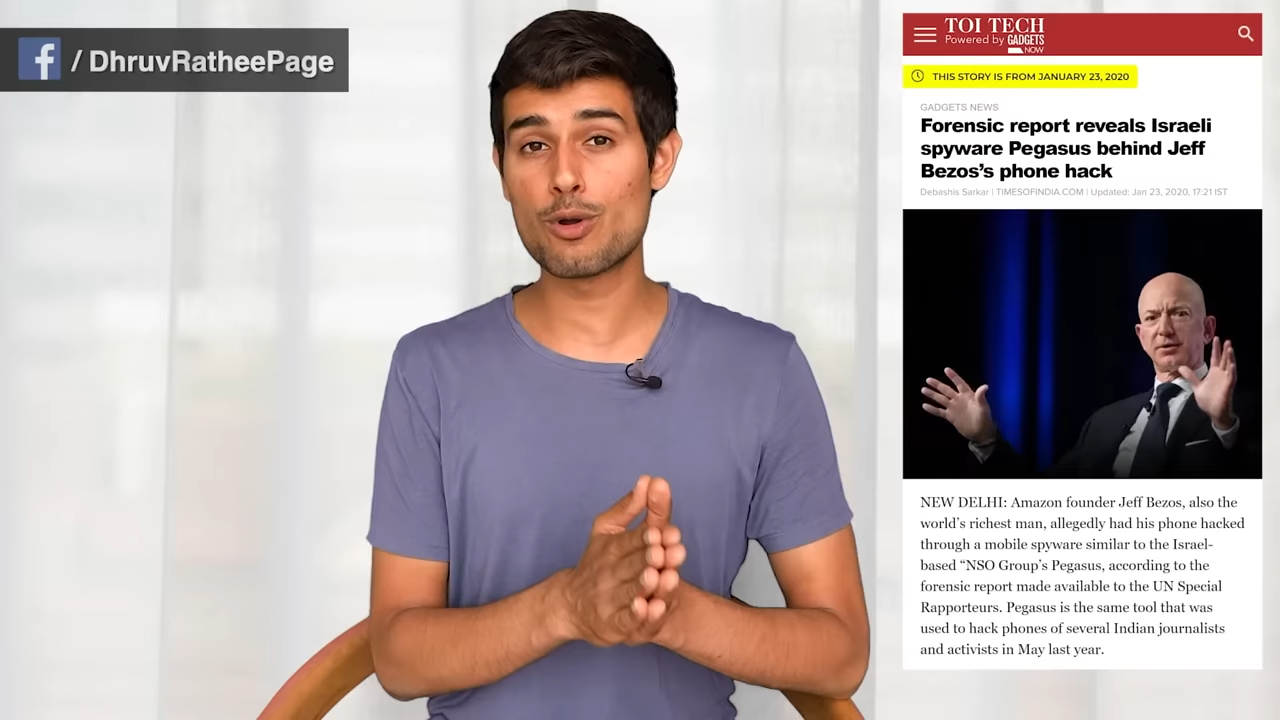 f / DhruvRatheePage
TOI TECH
Powered by GADGETS
NOW
THIS STORY IS FROM JANUARY 23, 2020
GADGETS NEWS
Forensic report reveals Israeli
spyware Pegasus behind Jeff
Bezos’s phone hack
Debashis Sarkar | TIMESOFINDIA.COM | Updated: Jan 23, 2020, 17:21 IST
NEW DELHI: Amazon founder Jeff Bezos, also the
world’s richest man, allegedly had his phone hacked
through a mobile spyware similar to the Israel-
based “NSO Group’s Pegasus, according to the
forensic report made available to the UN Special
Rapporteurs. Pegasus is the same tool that was
used to hack phones of several Indian journalists
and activists in May last year.